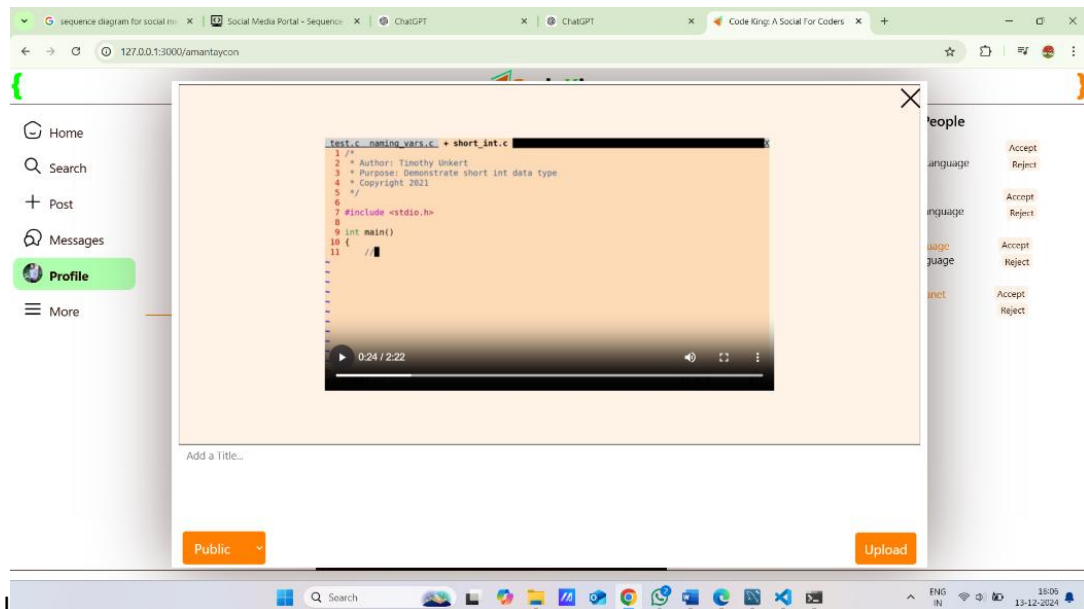 sequence diagram for social m
Social Media Portal - Sequence
ChatGPT
ChatGPT
Code King: A Social For Coders
127.0.0.1:3000/amantaycon
{
}
Home
Search
Post
Messages
Profile
More
test.c naming_vars.c + short_int.c X
1 /*
2 * Author: Timothy Unkert
3 * Purpose: Demonstrate short int data type
4 * Copyright 2021
5 */
6
7 #include <stdio.h>
8
9 int main()
10 {
11 //
~
~
~
~
~
~
~
~
~
0:24 / 2:22
Add a Title...
Public
Upload
People
Accept
anguage
Reject
Accept
nguage
Reject
uage
Accept
guage
Reject
anet
Accept
Reject
Search
ENG
IN
16:06
13-12-2024